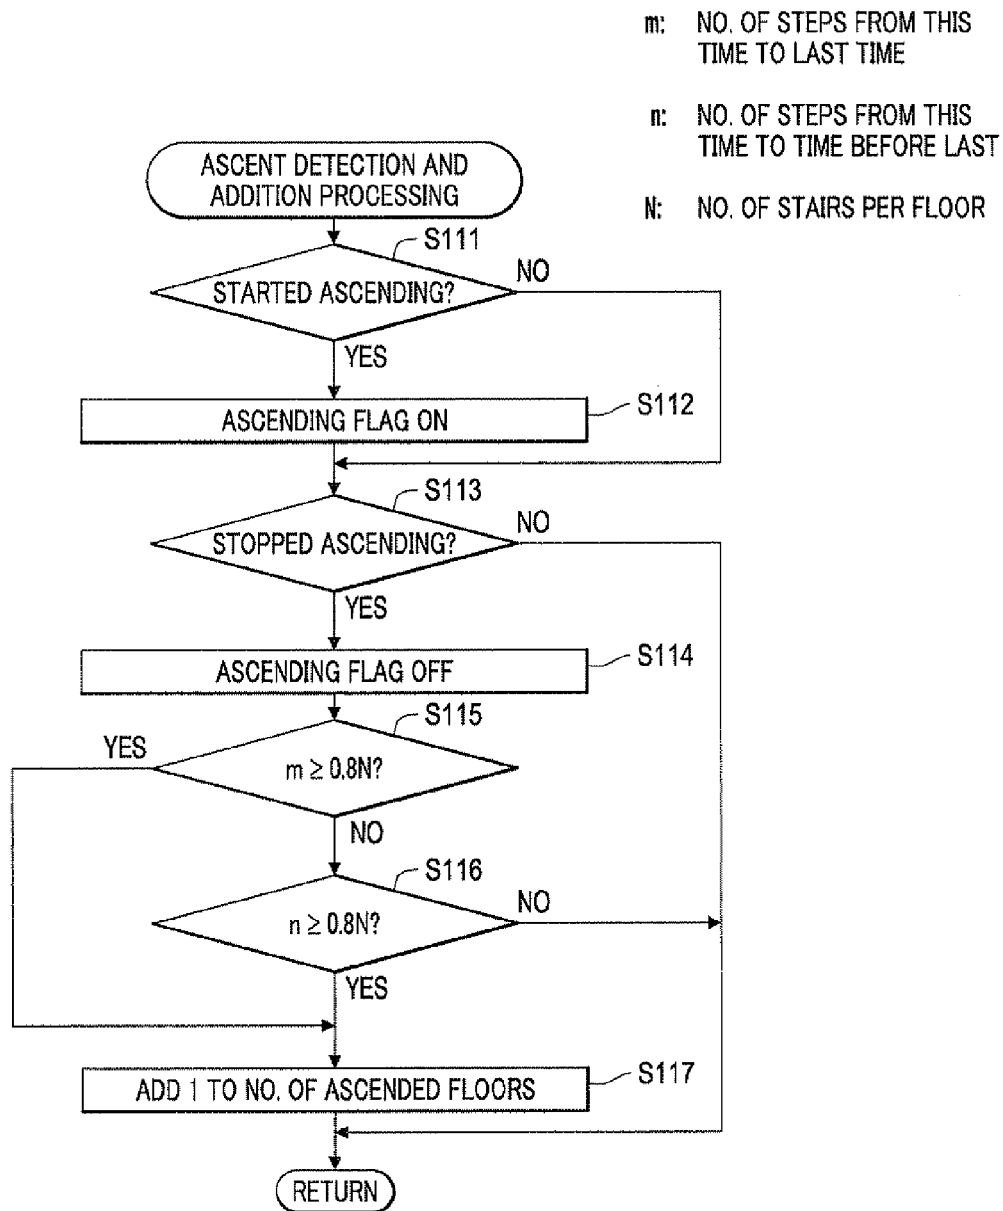 m: NO. OF STEPS FROM THIS
TIME TO LAST TIME
n: NO. OF STEPS FROM THIS
TIME TO TIME BEFORE LAST
N: NO. OF STAIRS PER FLOOR
ASCENT DETECTION AND
ADDITION PROCESSING
S111
STARTED ASCENDING?
NO
YES
ASCENDING FLAG ON
S112
S113
STOPPED ASCENDING?
NO
YES
ASCENDING FLAG OFF
S114
S115
YES
m ≥ 0.8N?
NO
S116
n ≥ 0.8N?
NO
YES
ADD 1 TO NO. OF ASCENDED FLOORS
S117
RETURN